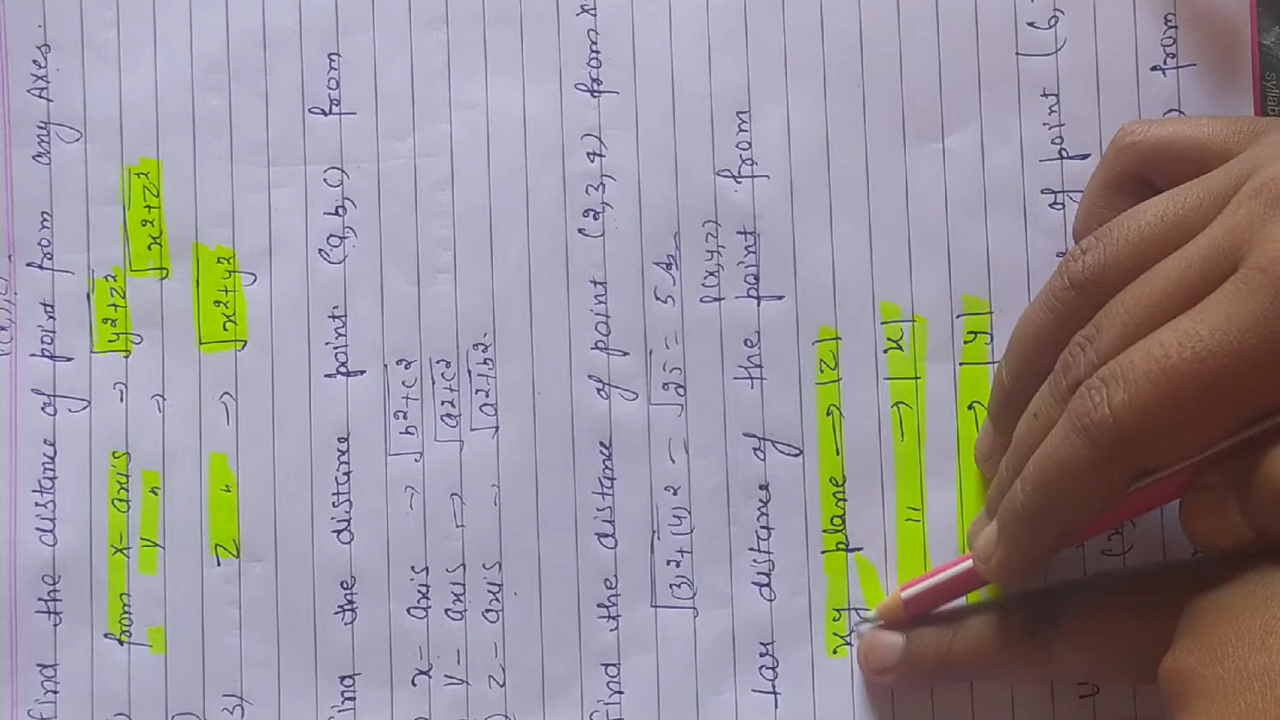 find the distance of point from any Axes.
from x-axis → √y²+z²
y " → √x²+z²
3) z " → √x²+y²
find the distance point (a,b,c) from
x- axis → √b²+c²
y- axis → √a²+c²
z- axis → √a²+b²
find the distance of point (2,3,4) from x
√(3)²+(4)² = √25 = 5
P(x,y,z)
lar distance of the point from
xy plane → |z|
" → |x|
→ |y|
of point (6,
from
syllab